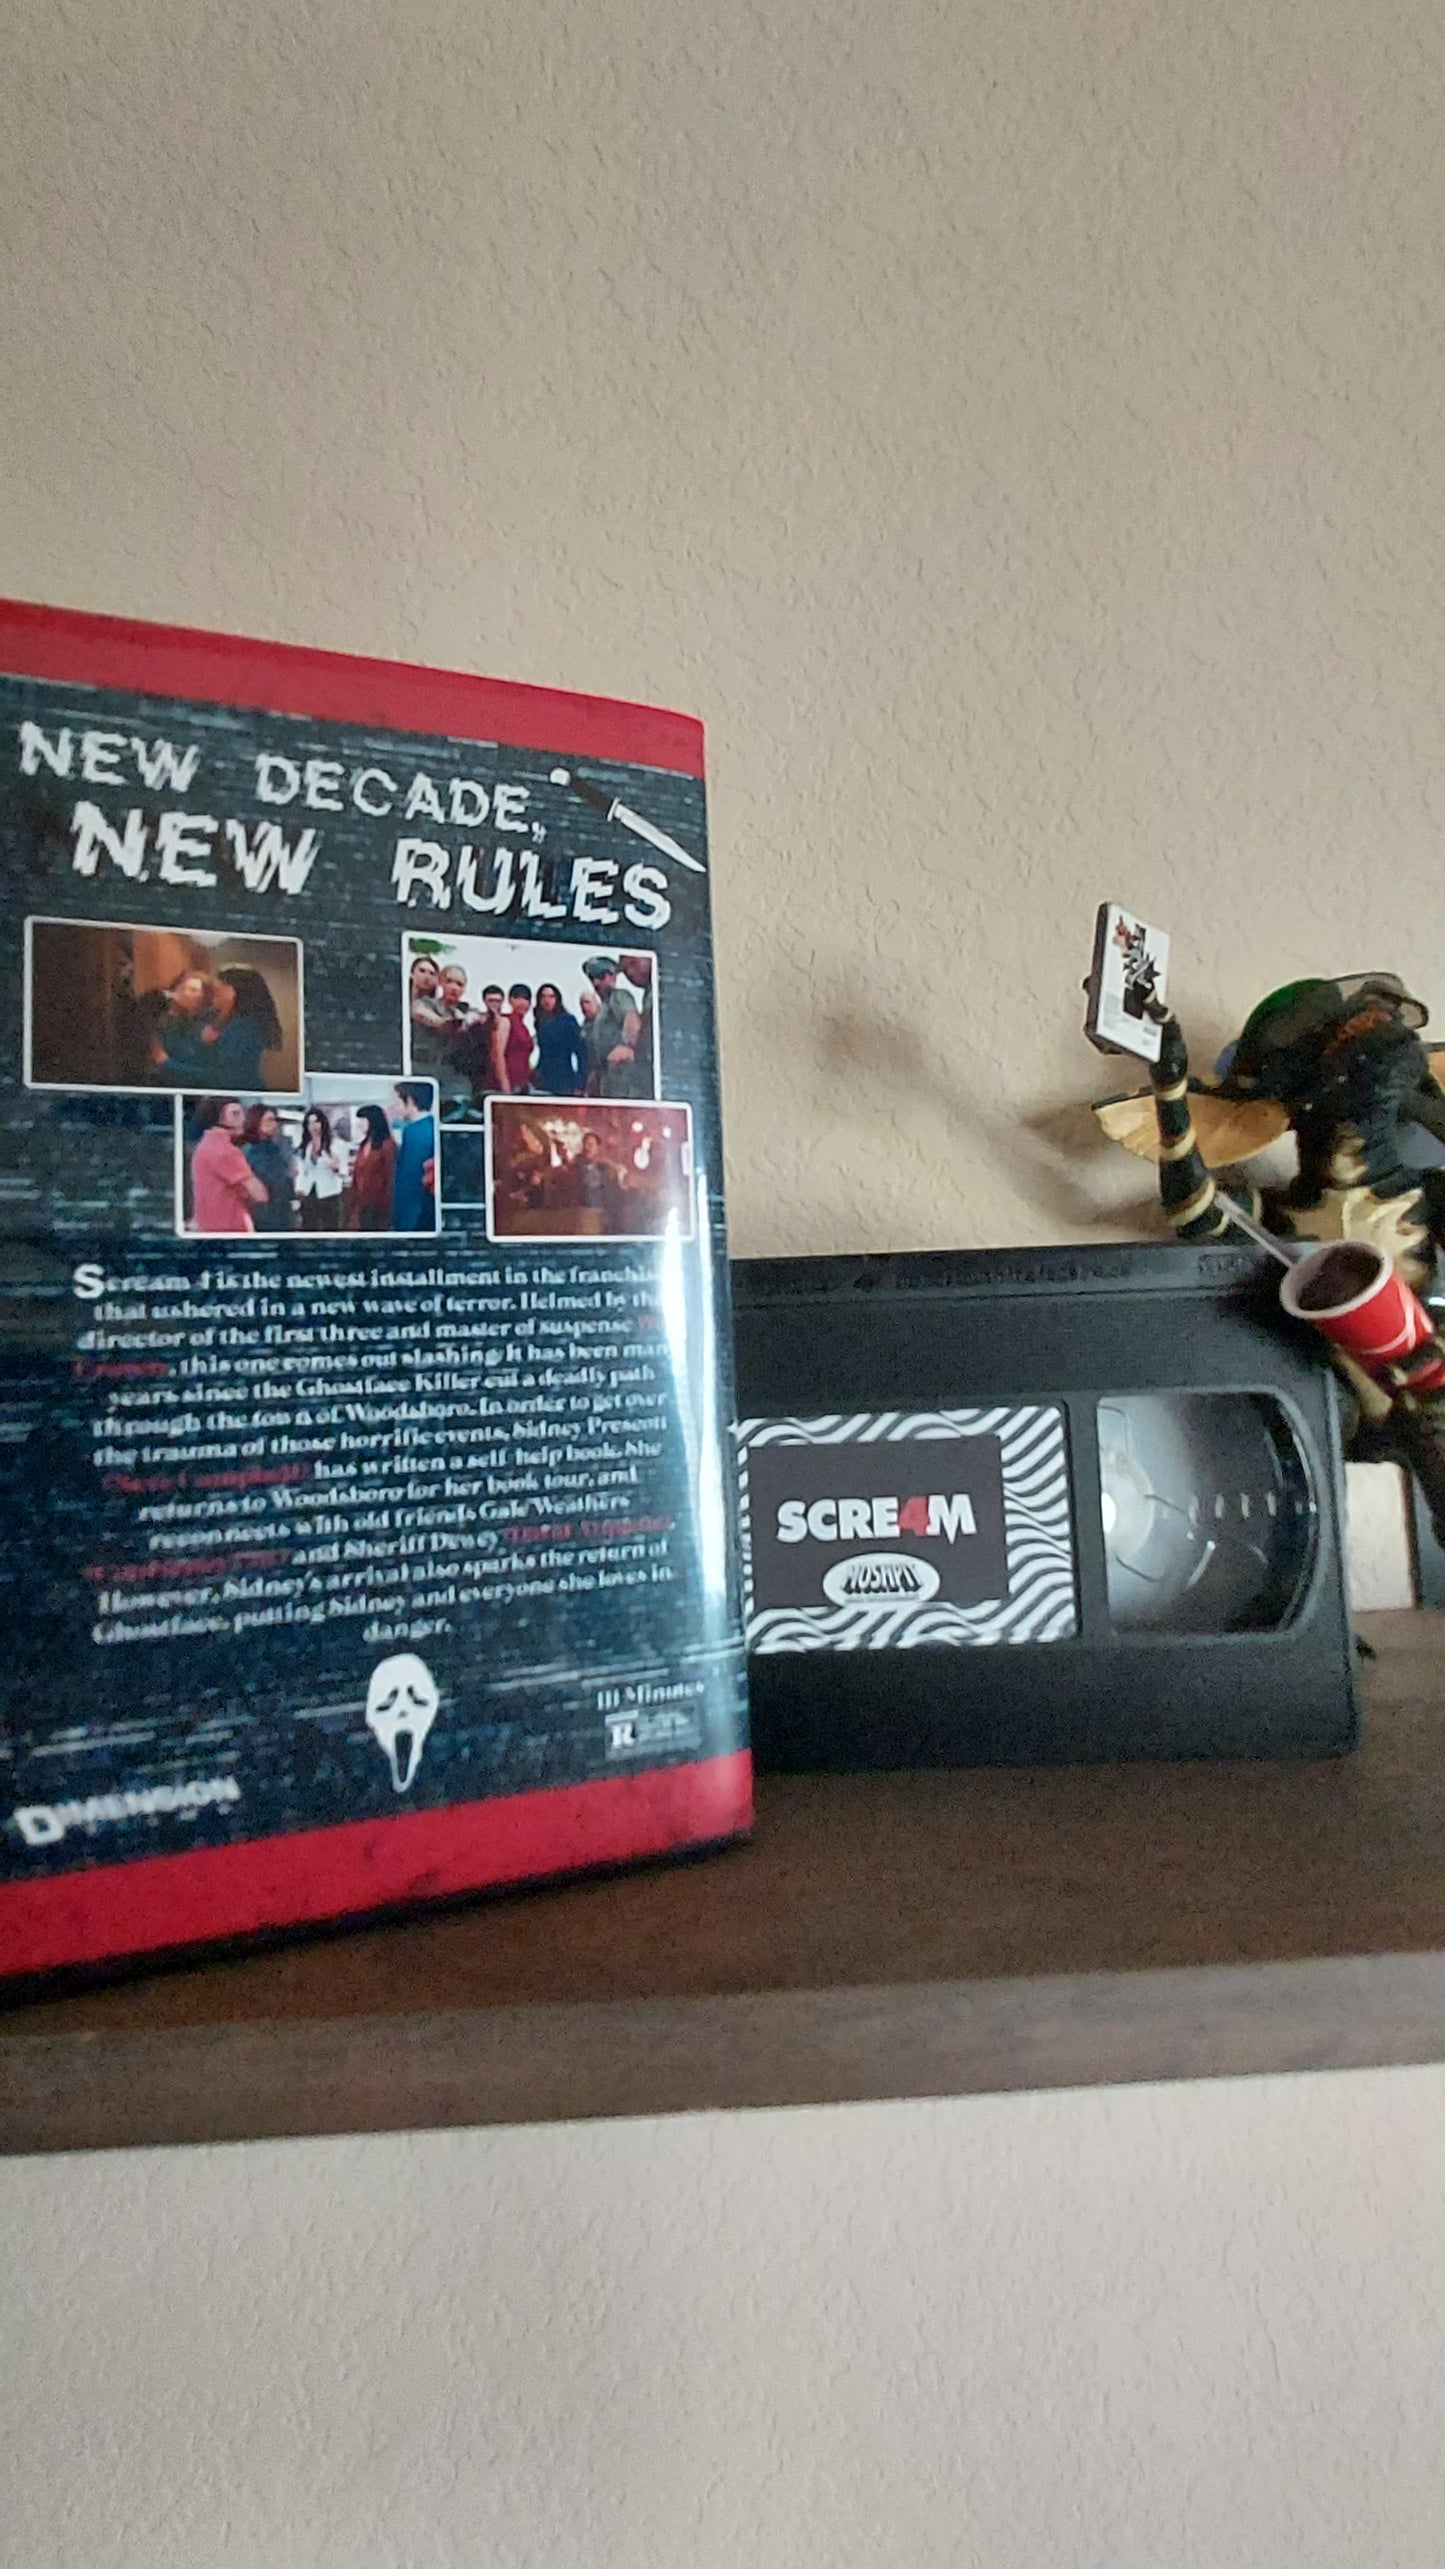 NEW DECADE,
NEW RULES
Scream 4 is the newest installment in the franchise
that ushered in a new wave of terror. Helmed by the
director of the first three and master of suspense
Craven, this one comes out slashing. It has been many
years since the Ghostface Killer cut a deadly path
through the town of Woodsboro. In order to get over
the trauma of those horrific events, Sidney Prescott
(Neve Campbell) has written a self-help book. She
returns to Woodsboro for her book tour, and
reconnects with old friends Gale Weathers
and Sheriff Dewey
However, Sidney's arrival also sparks the return of
Ghostface, putting Sidney and everyone she loves in
danger.
111 Minutes
R
DIMENSION
SCRE4M
MOSHPIT